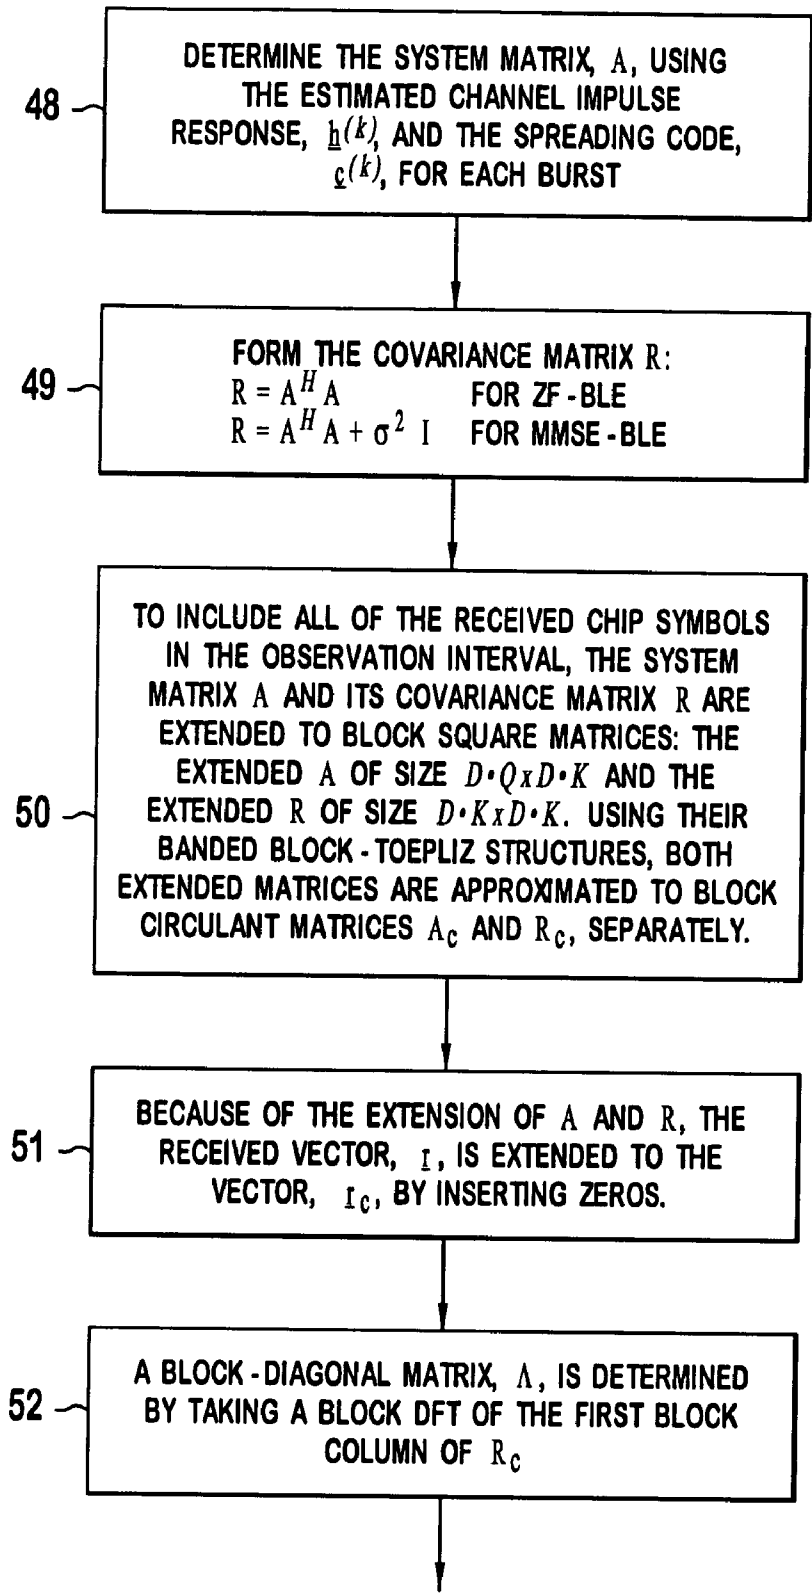 48
DETERMINE THE SYSTEM MATRIX, A, USING
THE ESTIMATED CHANNEL IMPULSE
RESPONSE, h(k), AND THE SPREADING CODE,
c(k), FOR EACH BURST
49
FORM THE COVARIANCE MATRIX R:
R = A^H A FOR ZF-BLE
R = A^H A + σ² I FOR MMSE-BLE
50
TO INCLUDE ALL OF THE RECEIVED CHIP SYMBOLS
IN THE OBSERVATION INTERVAL, THE SYSTEM
MATRIX A AND ITS COVARIANCE MATRIX R ARE
EXTENDED TO BLOCK SQUARE MATRICES: THE
EXTENDED A OF SIZE D•QxD•K AND THE
EXTENDED R OF SIZE D•KxD•K. USING THEIR
BANDED BLOCK-TOEPLIZ STRUCTURES, BOTH
EXTENDED MATRICES ARE APPROXIMATED TO BLOCK
CIRCULANT MATRICES Ac AND Rc, SEPARATELY.
51
BECAUSE OF THE EXTENSION OF A AND R, THE
RECEIVED VECTOR, r, IS EXTENDED TO THE
VECTOR, rc, BY INSERTING ZEROS.
52
A BLOCK-DIAGONAL MATRIX, Λ, IS DETERMINED
BY TAKING A BLOCK DFT OF THE FIRST BLOCK
COLUMN OF Rc